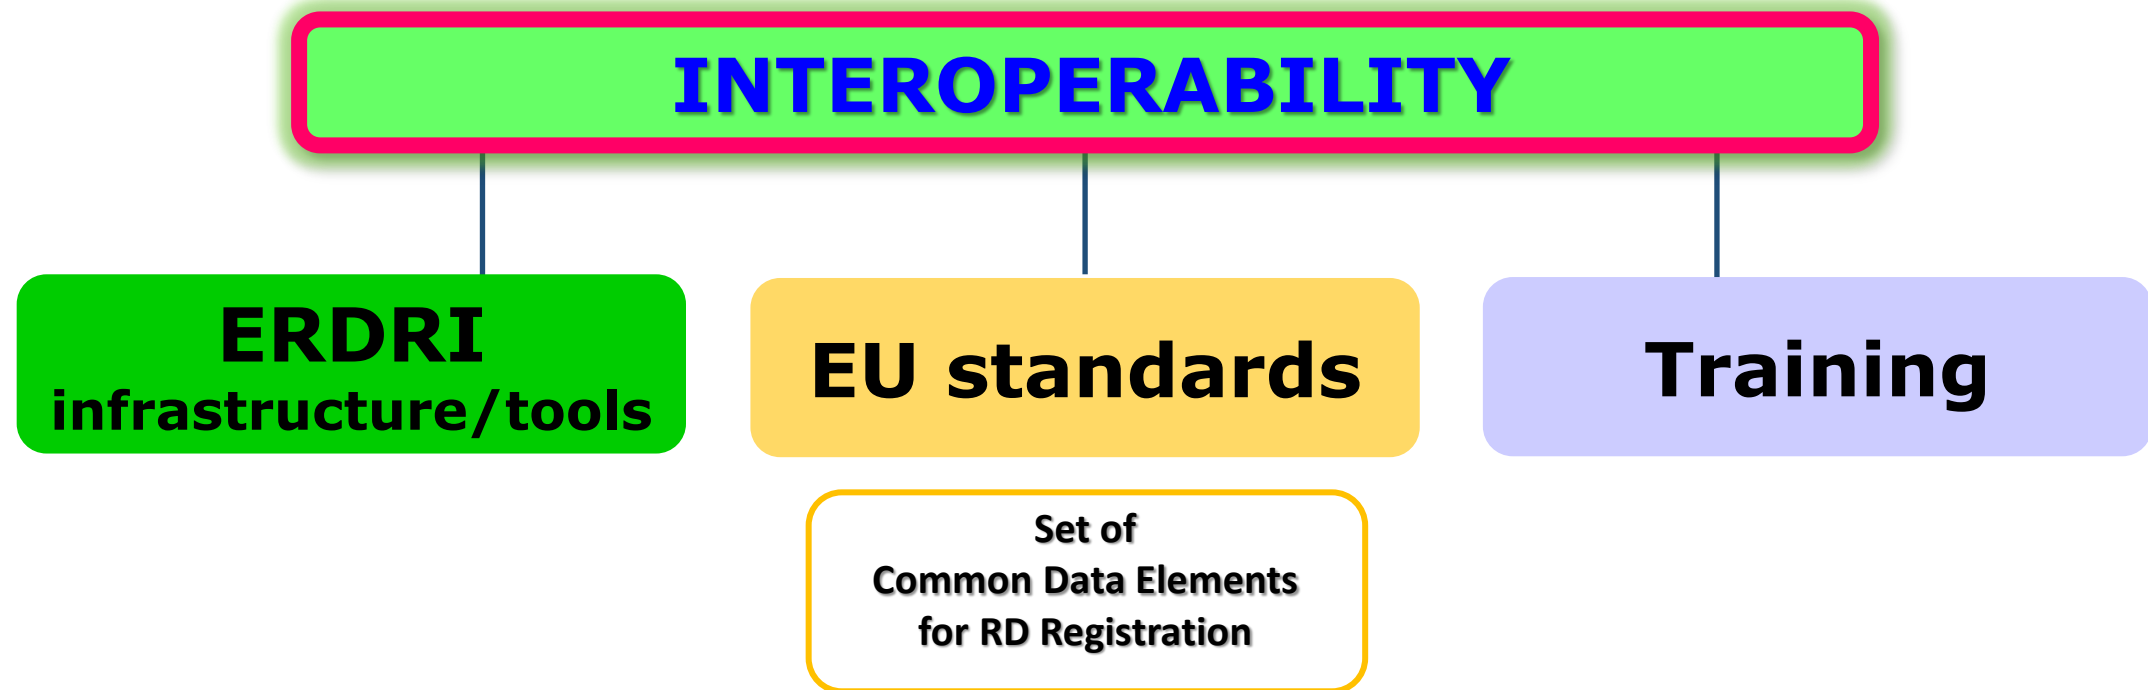 INTEROPERABILITY
ERDRI
infrastructure/tools
EU standards
Training
Set of
Common Data Elements
for RD Registration